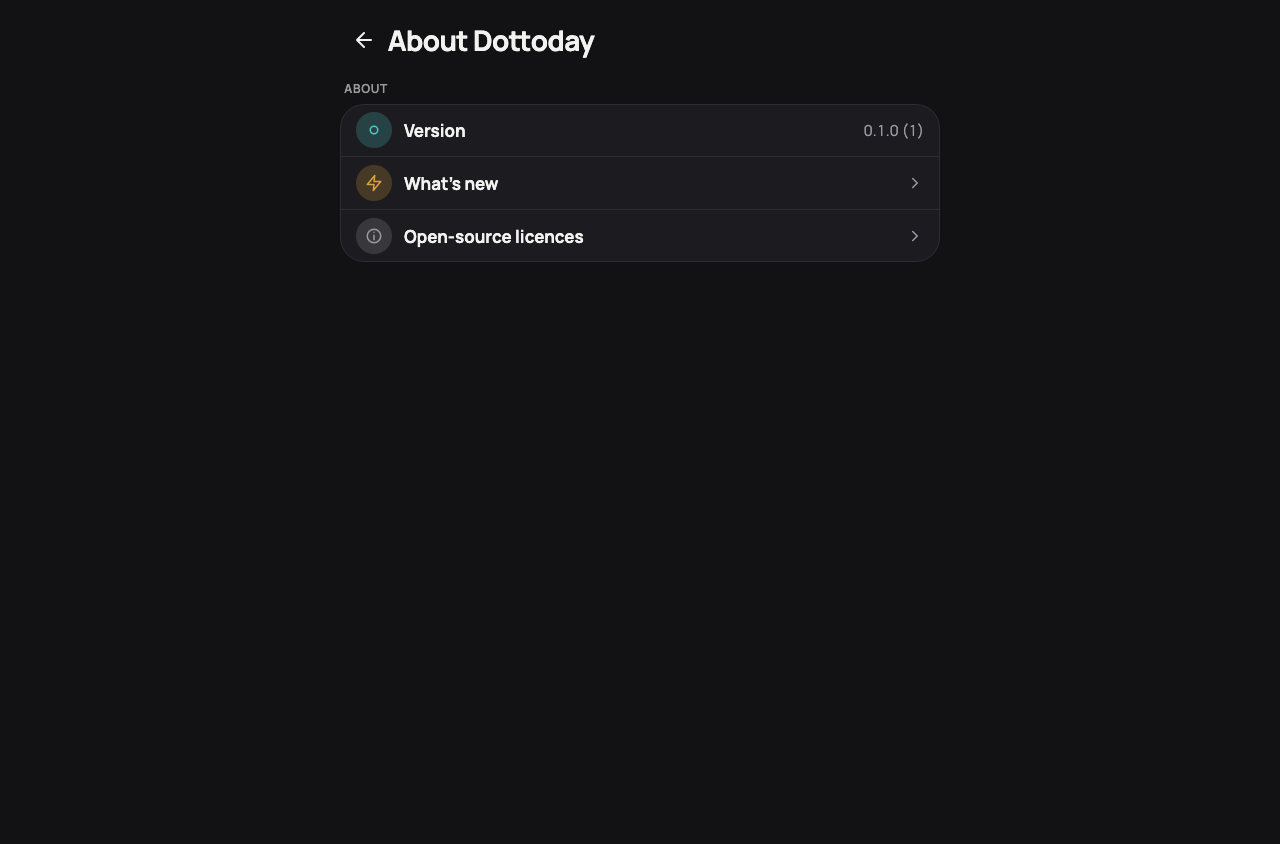 About Dottoday
ABOUT
Version 0.1.0 (1)
What's new
Open-source licences